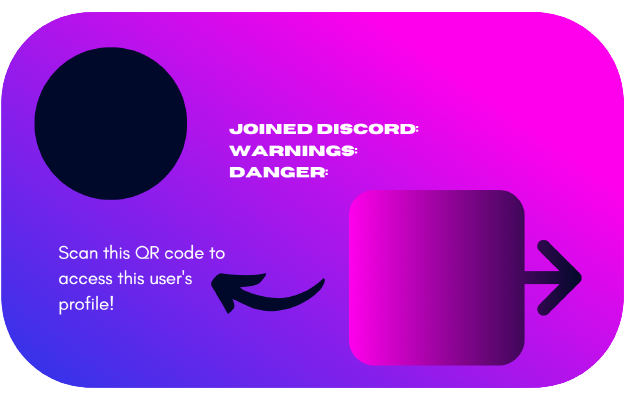 JOINED DISCORD:
WARNINGS:
DANGER:
Scan this QR code to
access this user's
profile!